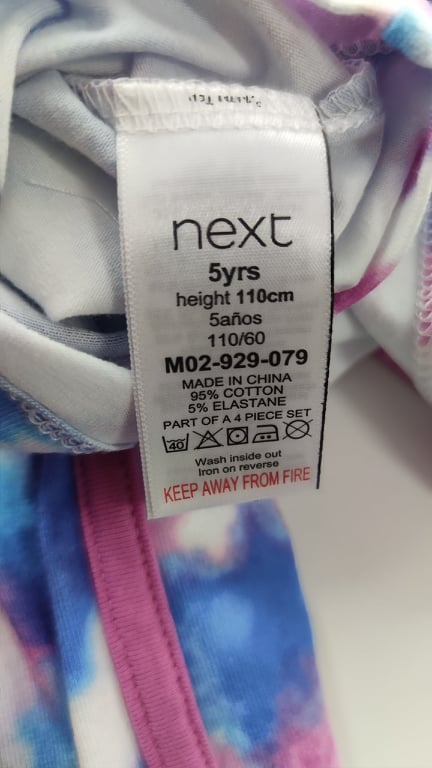 next
5yrs
height 110cm
5años
110/60
M02-929-079
MADE IN CHINA
95% COTTON
5% ELASTANE
PART OF A 4 PIECE SET
40
Wash inside out
Iron on reverse
KEEP AWAY FROM FIRE